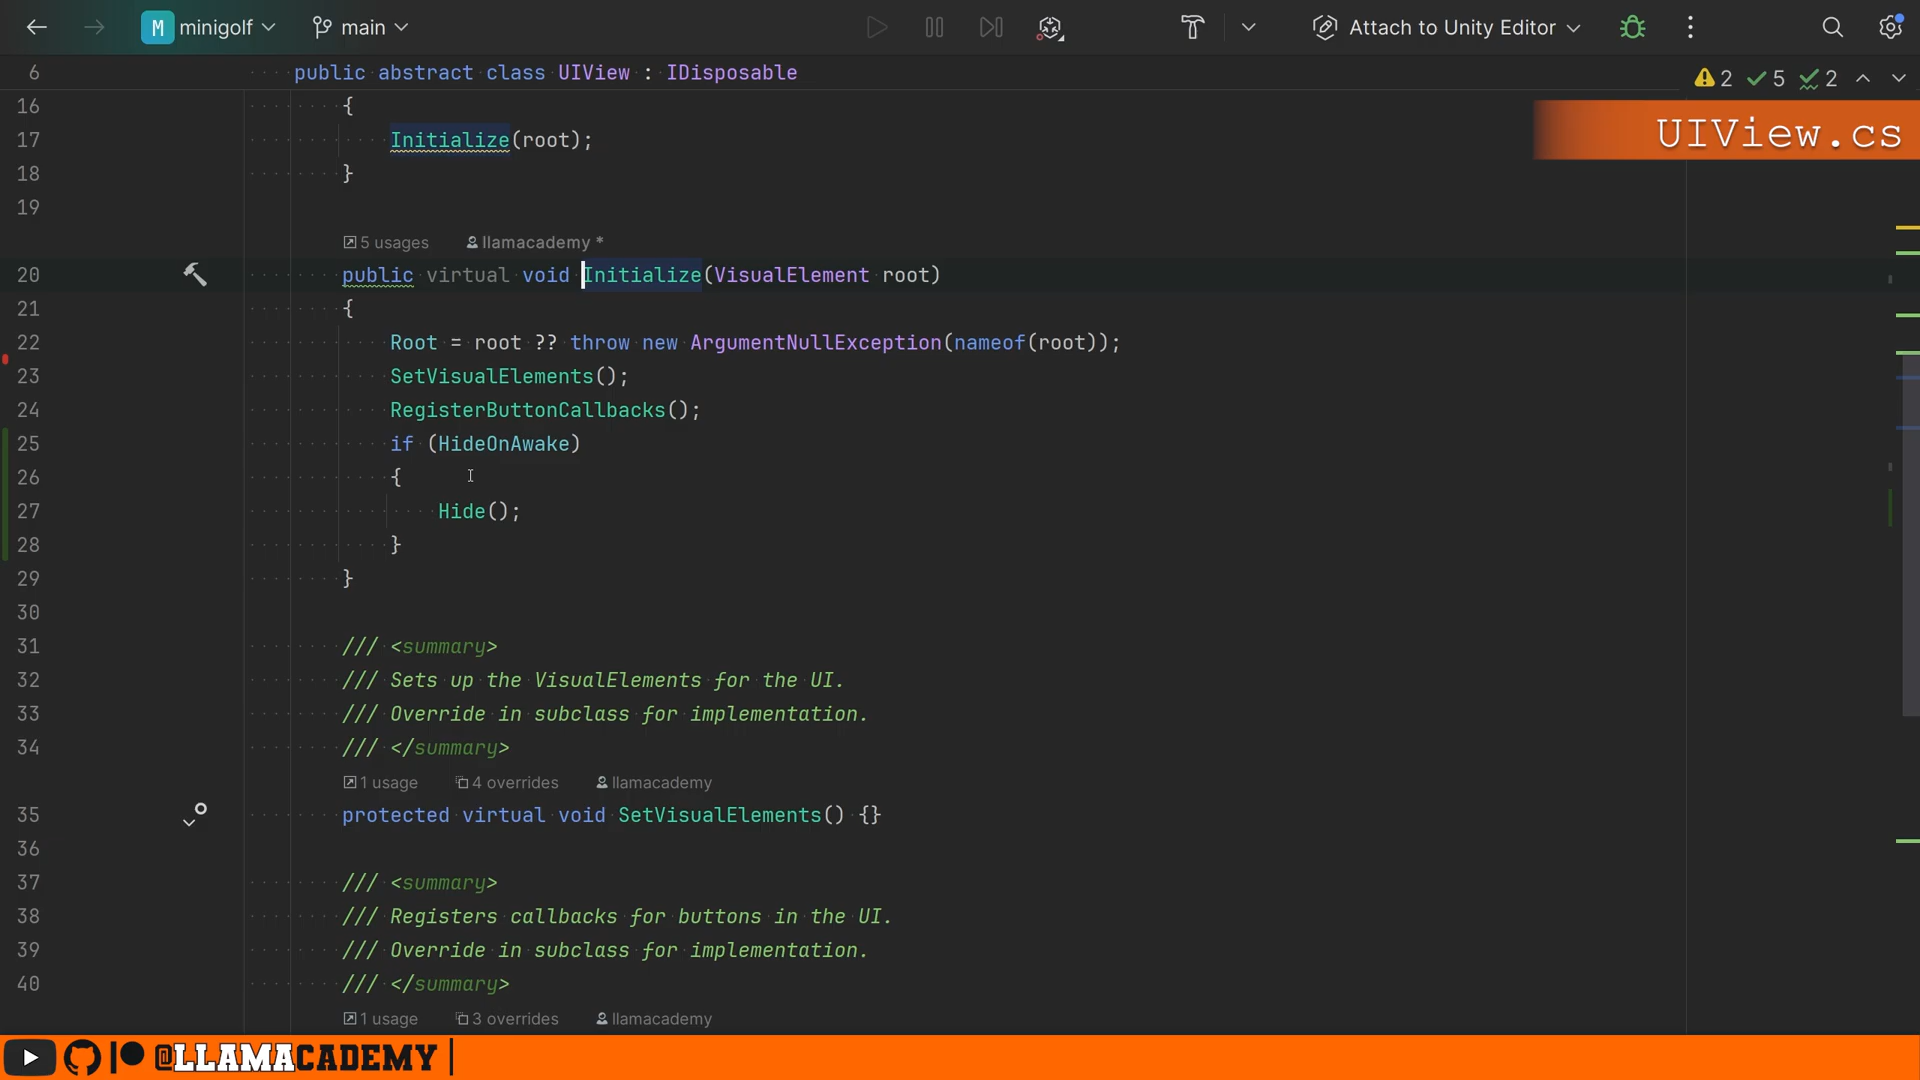 M minigolf main Attach to Unity Editor
6 public abstract class UIView : IDisposable
2 5 2
UIView.cs
16 {
17 Initialize(root);
18 }
19
5 usages llamacademy *
20 public virtual void Initialize(VisualElement root)
21 {
22 Root = root ?? throw new ArgumentNullException(nameof(root));
23 SetVisualElements();
24 RegisterButtonCallbacks();
25 if (HideOnAwake)
26 {
27 Hide();
28 }
29 }
30
31 /// <summary>
32 /// Sets up the VisualElements for the UI.
33 /// Override in subclass for implementation.
34 /// </summary>
1 usage 4 overrides llamacademy
35 protected virtual void SetVisualElements() {}
36
37 /// <summary>
38 /// Registers callbacks for buttons in the UI.
39 /// Override in subclass for implementation.
40 /// </summary>
1 usage 3 overrides llamacademy
@LLAMACADEMY